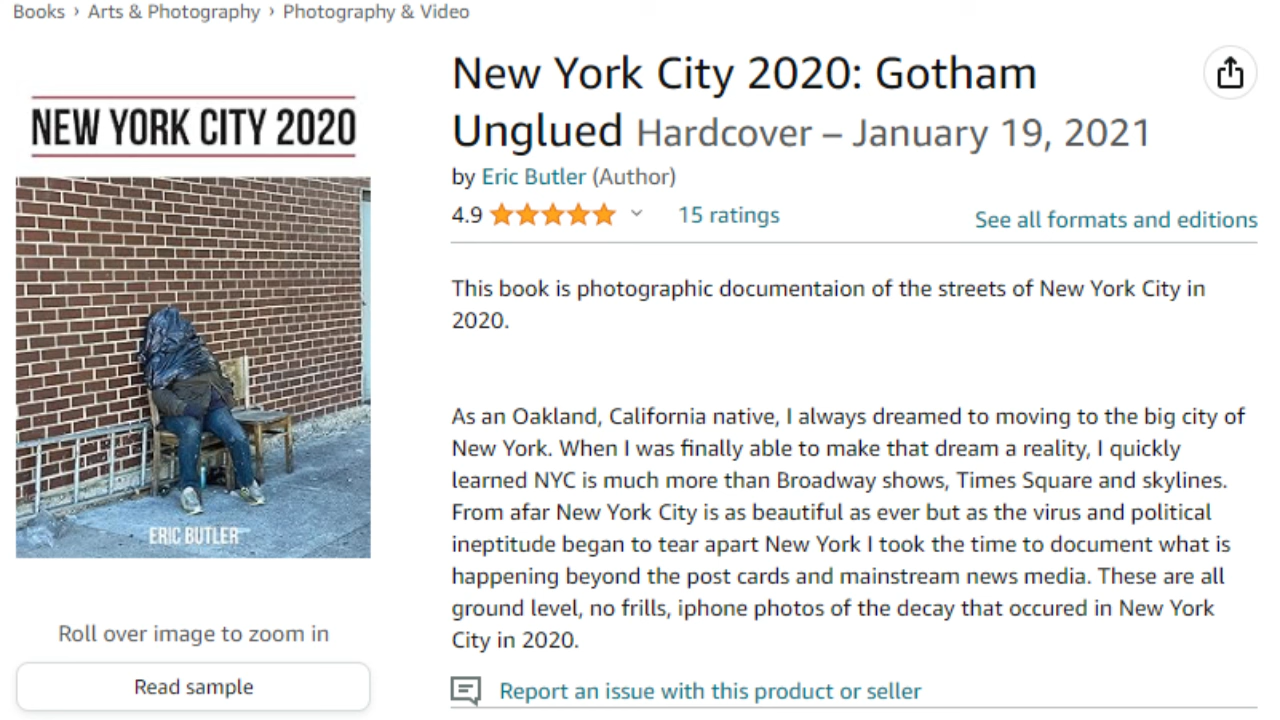 Books › Arts & Photography › Photography & Video
NEW YORK CITY 2020
ERIC BUTLER
Roll over image to zoom in
Read sample
New York City 2020: Gotham
Unglued Hardcover – January 19, 2021
by Eric Butler (Author)
4.9 15 ratings
See all formats and editions
This book is photographic documentaion of the streets of New York City in
2020.
As an Oakland, California native, I always dreamed to moving to the big city of
New York. When I was finally able to make that dream a reality, I quickly
learned NYC is much more than Broadway shows, Times Square and skylines.
From afar New York City is as beautiful as ever but as the virus and political
ineptitude began to tear apart New York I took the time to document what is
happening beyond the post cards and mainstream news media. These are all
ground level, no frills, iphone photos of the decay that occured in New York
City in 2020.
Report an issue with this product or seller